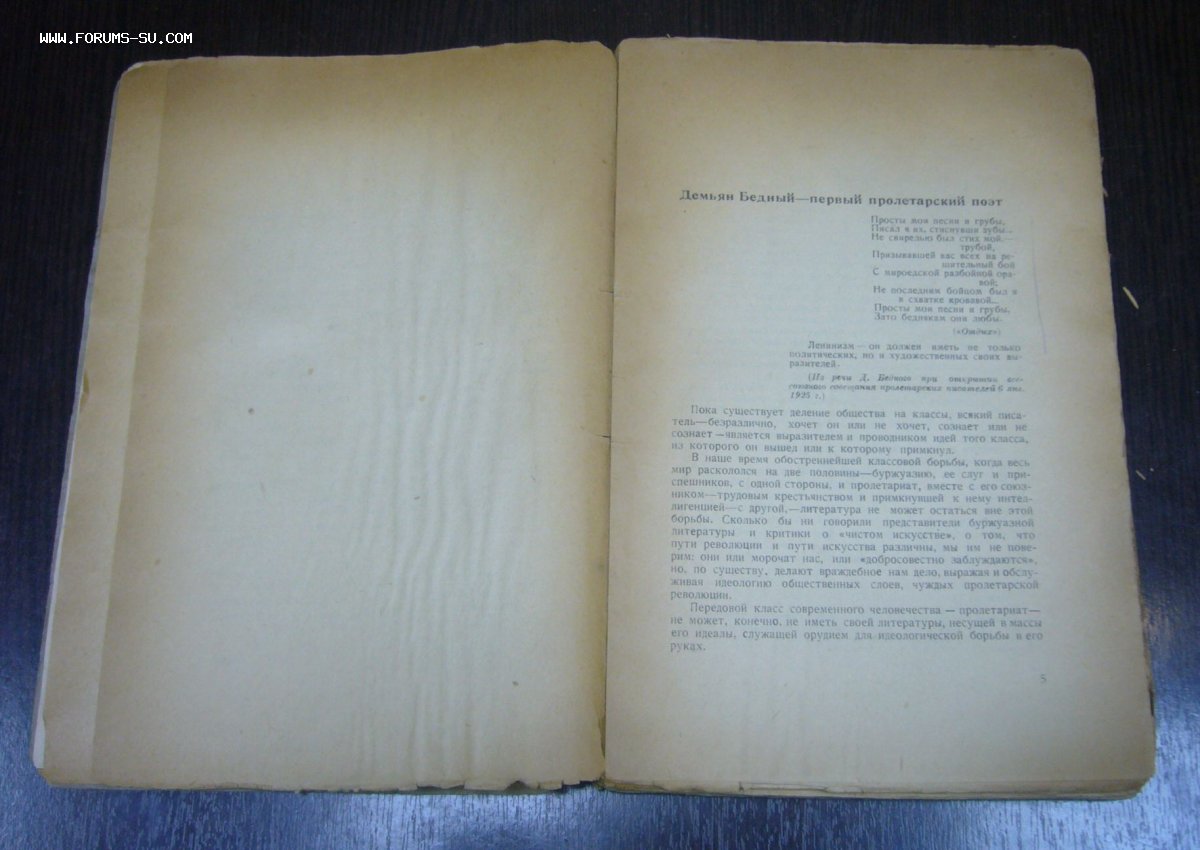 WWW.FORUMS-SU.COM
Демьян Бедный—первый пролетарский поэт
Просты мои песни и грубы,
Писал я их, стиснувши зубы...
Не свирелью был стих мой,—
трубой,
Призывавшей вас всех на ре-
шительный бой
С мироедской разбойной ора-
вой;
Не последним бойцом был я
в схватке кровавой...
Просты мои песни и грубы,
Зато беднякам они любы.
(«Отдых»)
Ленинизм — он должен иметь не только
политических, но и художественных своих вы-
разителей.
(Из речи Д. Бедного при открытии все-
союзного совещания пролетарских писателей 6 янв.
1925 г.)
Пока существует деление общества на классы, всякий писа-
тель—безразлично, хочет он или не хочет, сознает или не
сознает—является выразителем и проводником идей того класса,
из которого он вышел или к которому примкнул.
В наше время обостреннейшей классовой борьбы, когда весь
мир раскололся на две половины—буржуазию, ее слуг и при-
спешников, с одной стороны, и пролетариат, вместе с его союз-
ником—трудовым крестьянством и примкнувшей к нему интел-
лигенцией—с другой,—литература не может остаться вне этой
борьбы. Сколько бы ни говорили представители буржуазной
литературы и критики о «чистом искусстве», о том, что
пути революции и пути искусства различны, мы им не пове-
рим: они или морочат нас, или «добросовестно заблуждаются»,
но, по существу, делают враждебное нам дело, выражая и обслу-
живая идеологию общественных слоев, чуждых пролетарской
революции.
Передовой класс современного человечества — пролетариат—
не может, конечно, не иметь своей литературы, несущей в массы
его идеалы, служащей орудием для идеологической борьбы в его
руках.
5